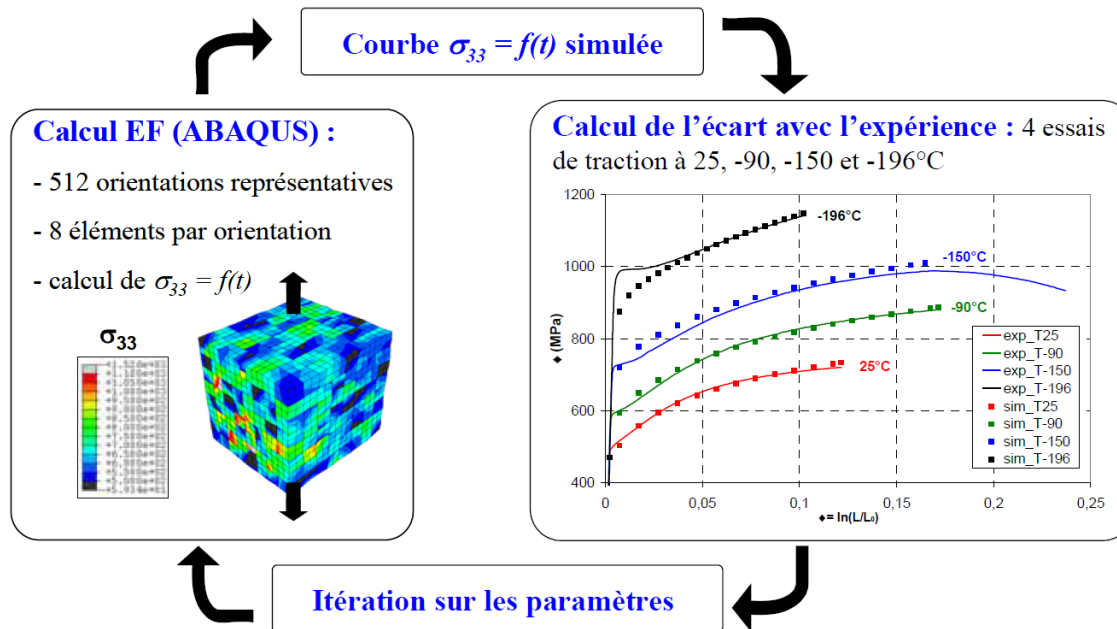 Courbe σ33 = f(t) simulée
Calcul EF (ABAQUS) :
- 512 orientations représentatives
- 8 éléments par orientation
- calcul de σ33 = f(t)
σ33
Calcul de l'écart avec l'expérience : 4 essais
de traction à 25, -90, -150 et -196°C
1200
1000
800
600
400
♦ (MPa)
-196°C
-150°C
-90°C
25°C
exp_T25
exp_T-90
exp_T-150
exp_T-196
sim_T25
sim_T-90
sim_T-150
sim_T-196
0
0,05
0,1
0,15
0,2
0,25
♦= ln(L/L0)
Itération sur les paramètres